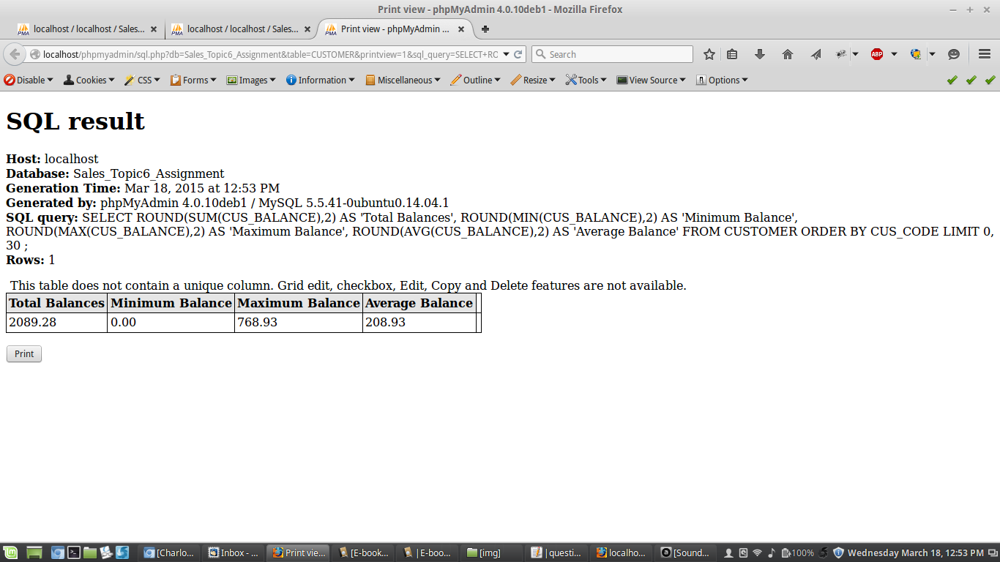 Print view - phpMyAdmin 4.0.10deb1 - Mozilla Firefox
localhost / localhost / Sales...
localhost / localhost / Sales...
Print view - phpMyAdmin ...
localhost/phpmyadmin/sql.php?db=Sales_Topic6_Assignment&table=CUSTOMER&printview=1&sql_query=SELECT+RO
Search
ABP
Disable Cookies CSS Forms Images Information Miscellaneous Outline Resize Tools View Source Options
SQL result
Host: localhost
Database: Sales_Topic6_Assignment
Generation Time: Mar 18, 2015 at 12:53 PM
Generated by: phpMyAdmin 4.0.10deb1 / MySQL 5.5.41-0ubuntu0.14.04.1
SQL query: SELECT ROUND(SUM(CUS_BALANCE),2) AS 'Total Balances', ROUND(MIN(CUS_BALANCE),2) AS 'Minimum Balance',
ROUND(MAX(CUS_BALANCE),2) AS 'Maximum Balance', ROUND(AVG(CUS_BALANCE),2) AS 'Average Balance' FROM CUSTOMER ORDER BY CUS_CODE LIMIT 0,
30 ;
Rows: 1
This table does not contain a unique column. Grid edit, checkbox, Edit, Copy and Delete features are not available.
Total Balances Minimum Balance Maximum Balance Average Balance
2089.28 0.00 768.93 208.93
Print
[Charlo... Inbox - ... Print vie... [E-book... | E-boo... [img] | questi... localho... [Sound... 100% Wednesday March 18, 12:53 PM